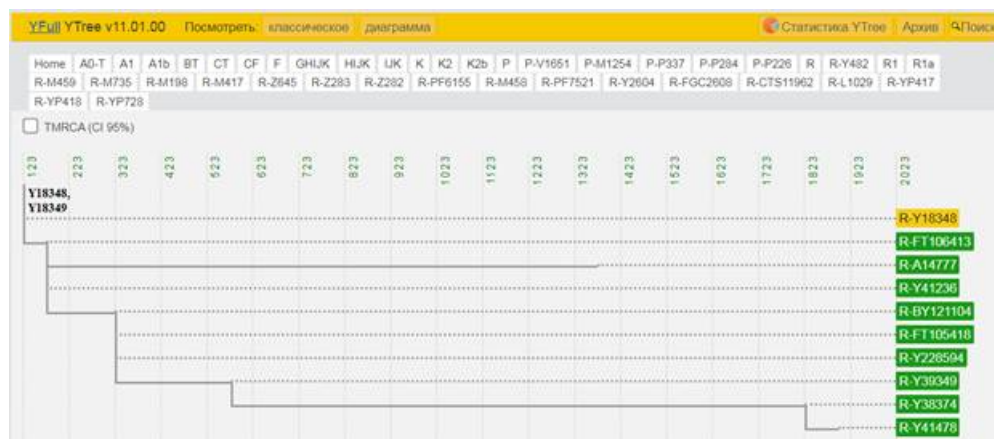 YFull YTree v11.01.00 Посмотреть: классическое диаграмма Статистика YTree Архив Поиск
Home A0-T A1 A1b BT CT CF F GHIJK HIJK IJK K K2 K2b P P-V1651 P-M1254 P-P337 P-P284 P-P226 R R-Y482 R1 R1a
R-M459 R-M735 R-M198 R-M417 R-Z645 R-Z283 R-Z282 R-PF6155 R-M458 R-PF7521 R-Y2604 R-FGC2608 R-CTS11962 R-L1029 R-YP417
R-YP418 R-YP728
TMRCA (CI 95%)
123 223 323 423 523 623 723 823 923 1023 1123 1223 1323 1423 1523 1623 1723 1823 1923 2023
Y18348,
Y18349
R-Y18348
R-FT106413
R-A14777
R-Y41236
R-BY121104
R-FT105418
R-Y228594
R-Y39349
R-Y38374
R-Y41478